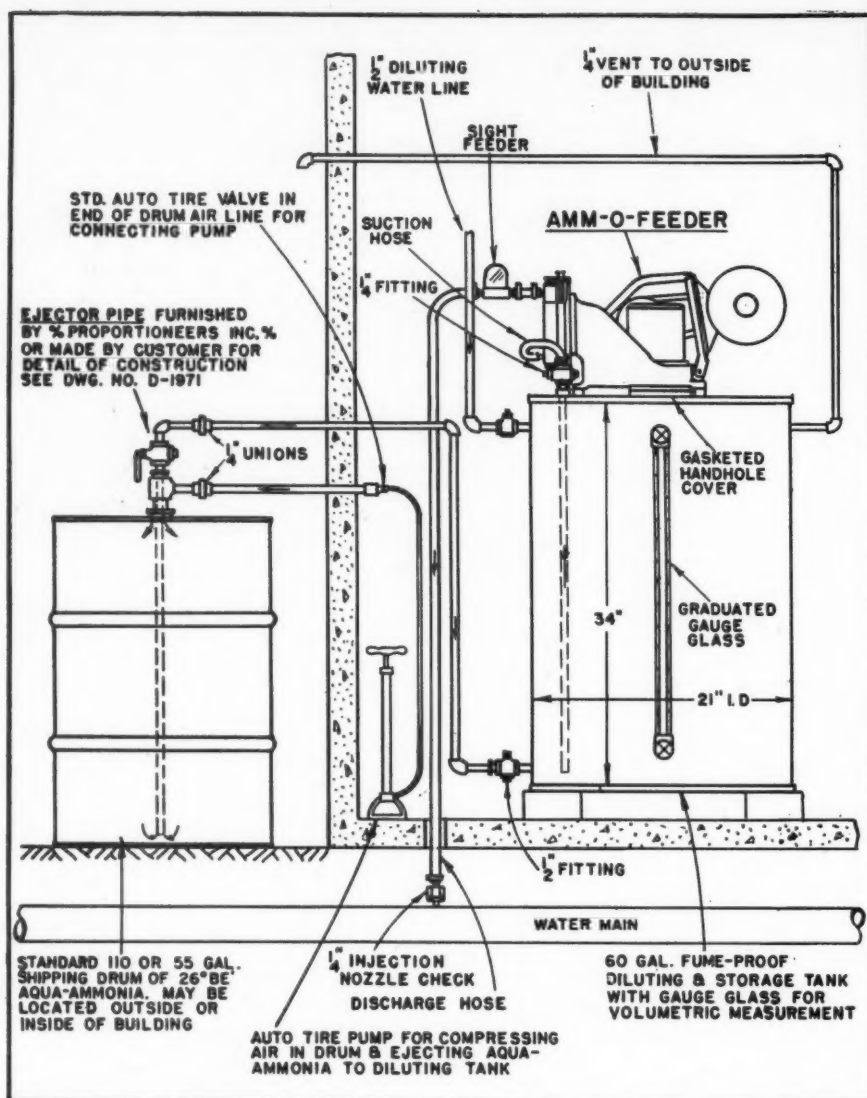 1/2" DILUTING
WATER LINE
1/4" VENT TO OUTSIDE
OF BUILDING
SIGHT
FEEDER
STD. AUTO TIRE VALVE IN
END OF DRUM AIR LINE FOR
CONNECTING PUMP
SUCTION
HOSE
AMM-O-FEEDER
1/4" FITTING
EJECTOR PIPE FURNISHED
BY % PROPORTIONEERS INC.%
OR MADE BY CUSTOMER FOR
DETAIL OF CONSTRUCTION
SEE DWG. NO. D-1971
1/4" UNIONS
GASKETED
HANDHOLE
COVER
GRADUATED
GAUGE
GLASS
34"
21" I.D
1/2" FITTING
WATER MAIN
STANDARD 110 OR 55 GAL.
SHIPPING DRUM OF 26°BE'
AQUA-AMMONIA. MAY BE
LOCATED OUTSIDE OR
INSIDE OF BUILDING
1/4" INJECTION
NOZZLE CHECK
DISCHARGE HOSE
AUTO TIRE PUMP FOR COMPRESSING
AIR IN DRUM & EJECTING AQUA-
AMMONIA TO DILUTING TANK
60 GAL. FUME-PROOF
DILUTING & STORAGE TANK
WITH GAUGE GLASS FOR
VOLUMETRIC MEASUREMENT